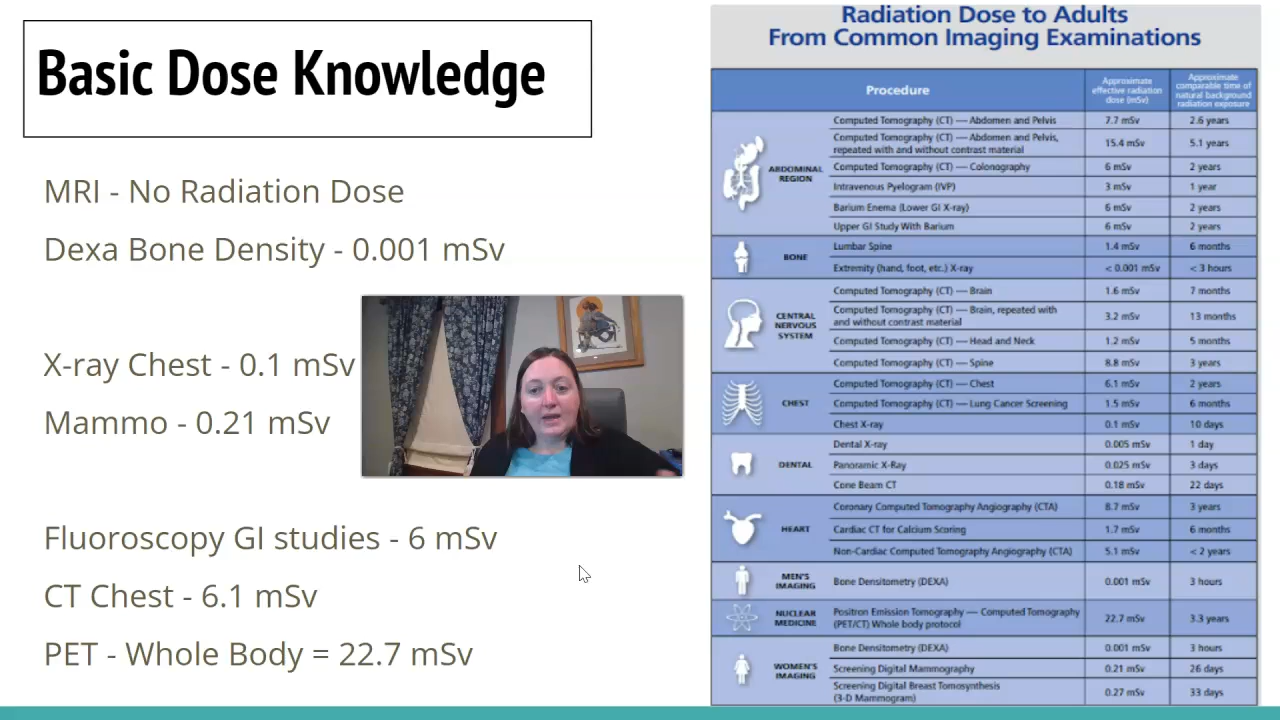 Basic Dose Knowledge
MRI - No Radiation Dose
Dexa Bone Density - 0.001 mSv
X-ray Chest - 0.1 mSv
Mammo - 0.21 mSv
Fluoroscopy GI studies - 6 mSv
CT Chest - 6.1 mSv
PET - Whole Body = 22.7 mSv
Radiation Dose to Adults
From Common Imaging Examinations
Procedure
Approximate
effective radiation
dose (mSv)
Approximate
comparable time of
natural background
radiation exposure
ABDOMINAL
REGION
Computed Tomography (CT) — Abdomen and Pelvis 7.7 mSv 2.6 years
Computed Tomography (CT) — Abdomen and Pelvis,
repeated with and without contrast material 15.4 mSv 5.1 years
Computed Tomography (CT) — Colonography 6 mSv 2 years
Intravenous Pyelogram (IVP) 3 mSv 1 year
Barium Enema (Lower GI X-ray) 6 mSv 2 years
Upper GI Study With Barium 6 mSv 2 years
BONE
Lumbar Spine 1.4 mSv 6 months
Extremity (hand, foot, etc.) X-ray < 0.001 mSv < 3 hours
CENTRAL
NERVOUS
SYSTEM
Computed Tomography (CT) — Brain 1.6 mSv 7 months
Computed Tomography (CT) — Brain, repeated with
and without contrast material 3.2 mSv 13 months
Computed Tomography (CT) — Head and Neck 1.2 mSv 5 months
Computed Tomography (CT) — Spine 8.8 mSv 3 years
CHEST
Computed Tomography (CT) — Chest 6.1 mSv 2 years
Computed Tomography (CT) — Lung Cancer Screening 1.5 mSv 6 months
Chest X-ray 0.1 mSv 10 days
DENTAL
Dental X-ray 0.005 mSv 1 day
Panoramic X-Ray 0.025 mSv 3 days
Cone Beam CT 0.18 mSv 22 days
HEART
Coronary Computed Tomography Angiography (CTA) 8.7 mSv 3 years
Cardiac CT for Calcium Scoring 1.7 mSv 6 months
Non-Cardiac Computed Tomography Angiography (CTA) 5.1 mSv < 2 years
MEN'S
IMAGING
Bone Densitometry (DEXA) 0.001 mSv 3 hours
NUCLEAR
MEDICINE
Positron Emission Tomography — Computed Tomography
(PET/CT) Whole body protocol 22.7 mSv 3.3 years
WOMEN'S
IMAGING
Bone Densitometry (DEXA) 0.001 mSv 3 hours
Screening Digital Mammography 0.21 mSv 26 days
Screening Digital Breast Tomosynthesis
(3-D Mammogram) 0.27 mSv 33 days